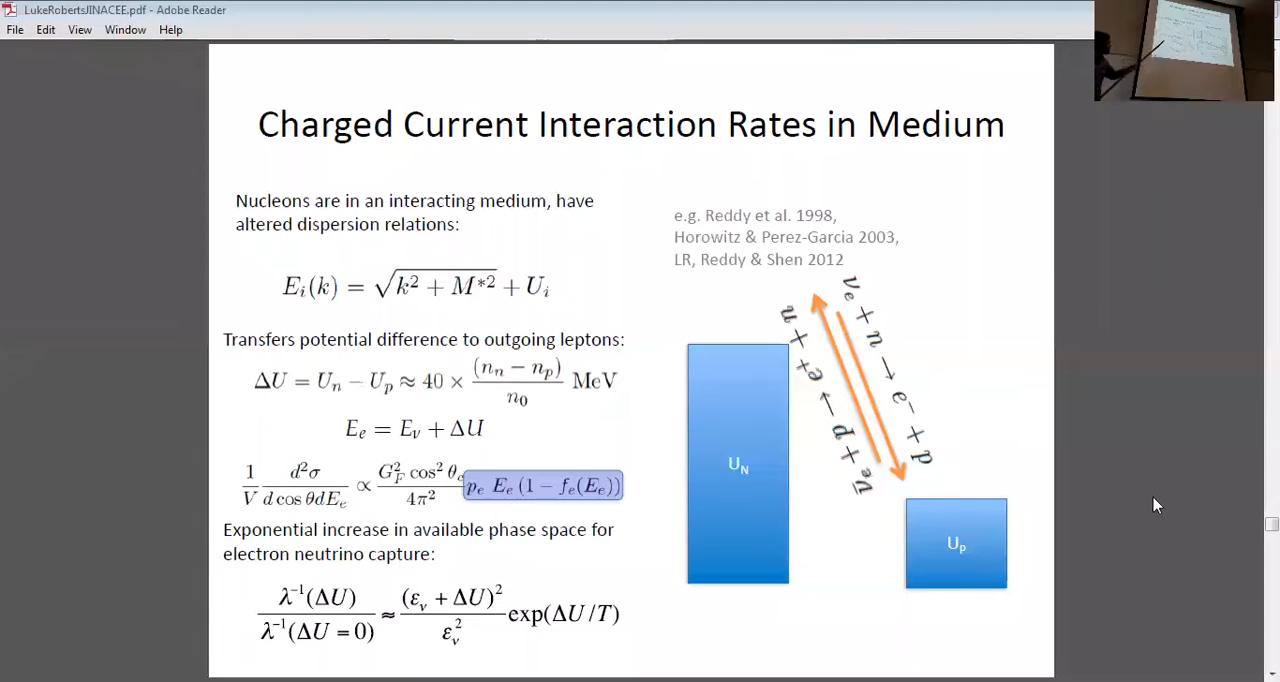 LukeRobertsJINACEE.pdf - Adobe Reader
File Edit View Window Help
Charged Current Interaction Rates in Medium
Nucleons are in an interacting medium, have
altered dispersion relations:
E_i(k) = √(k² + M*²) + U_i
Transfers potential difference to outgoing leptons:
ΔU = U_n − U_p ≈ 40 × (n_n − n_p)/n_0 MeV
E_e = E_ν + ΔU
1/V d²σ/(d cos θ dE_e) ∝ G_F² cos² θ_c/4π² p_e E_e (1 − f_e(E_e))
Exponential increase in available phase space for
electron neutrino capture:
λ⁻¹(ΔU)/λ⁻¹(ΔU = 0) ≈ (ε_ν + ΔU)²/ε_ν² exp(ΔU/T)
e.g. Reddy et al. 1998,
Horowitz & Perez-Garcia 2003,
LR, Reddy & Shen 2012
ν_e + n → e⁻ + p
ν̄_e + p → e⁺ + n
U_N
U_p